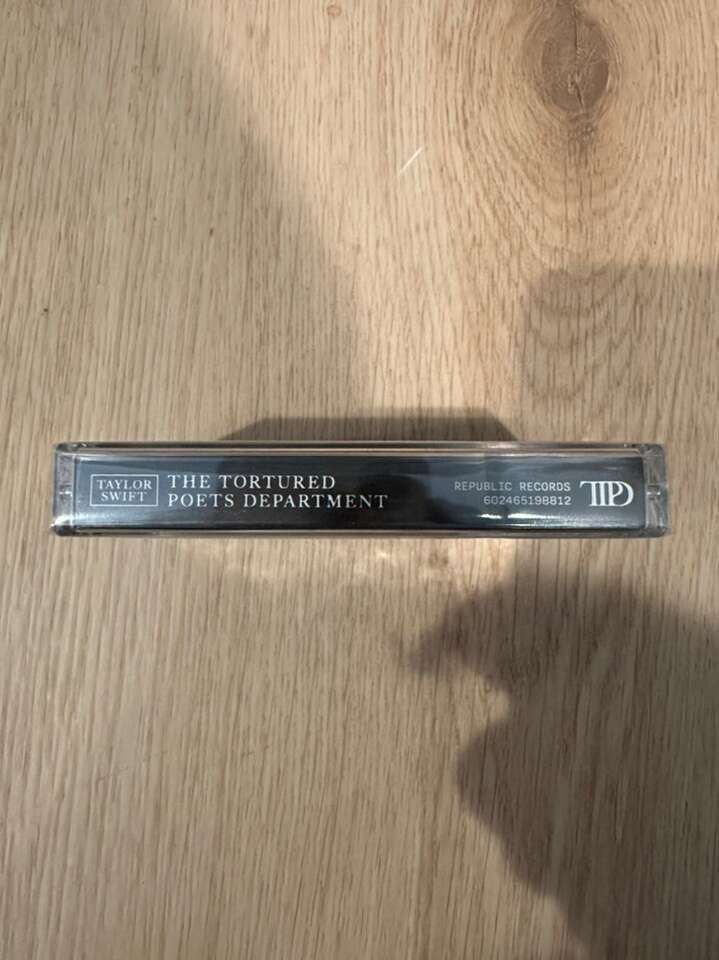 TAYLOR
SWIFT
THE TORTURED
POETS DEPARTMENT
REPUBLIC RECORDS
602465198812
TTPD